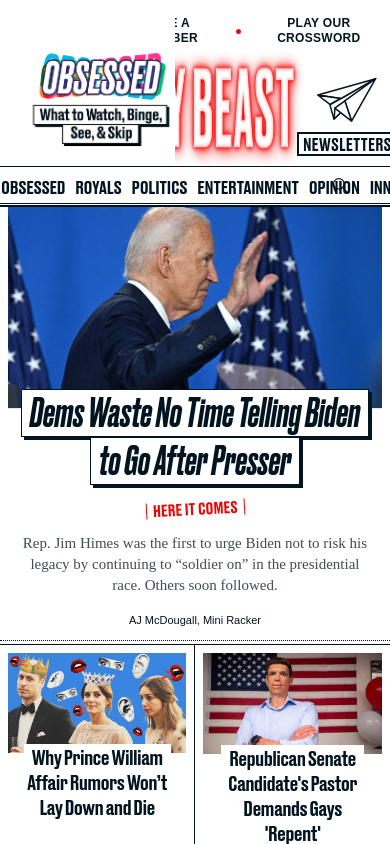 E A
BER
PLAY OUR
CROSSWORD
OBSESSED
What to Watch, Binge,
See, & Skip
Y BEAST
NEWSLETTERS
OBSESSED ROYALS POLITICS ENTERTAINMENT OPINION INN
Dems Waste No Time Telling Biden
to Go After Presser
HERE IT COMES
Rep. Jim Himes was the first to urge Biden not to risk his
legacy by continuing to “soldier on” in the presidential
race. Others soon followed.
AJ McDougall, Mini Racker
Why Prince William
Affair Rumors Won’t
Lay Down and Die
Republican Senate
Candidate's Pastor
Demands Gays
'Repent'